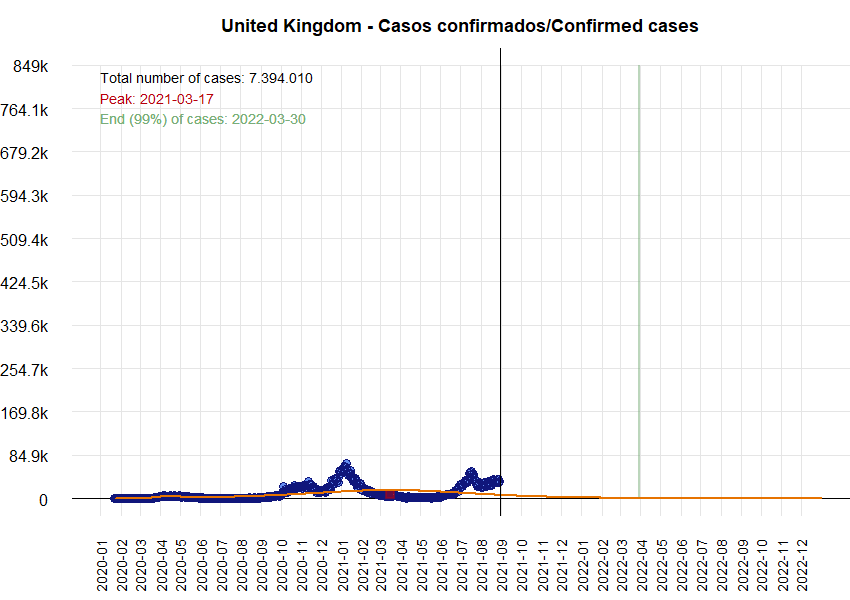 United Kingdom - Casos confirmados/Confirmed cases
849k
764.1k
679.2k
594.3k
509.4k
424.5k
339.6k
254.7k
169.8k
84.9k
0
Total number of cases: 7.394.010
Peak: 2021-03-17
End (99%) of cases: 2022-03-30
2020-01
2020-02
2020-03
2020-04
2020-05
2020-06
2020-07
2020-08
2020-09
2020-10
2020-11
2020-12
2021-01
2021-02
2021-03
2021-04
2021-05
2021-06
2021-07
2021-08
2021-09
2021-10
2021-11
2021-12
2022-01
2022-02
2022-03
2022-04
2022-05
2022-06
2022-07
2022-08
2022-09
2022-10
2022-11
2022-12